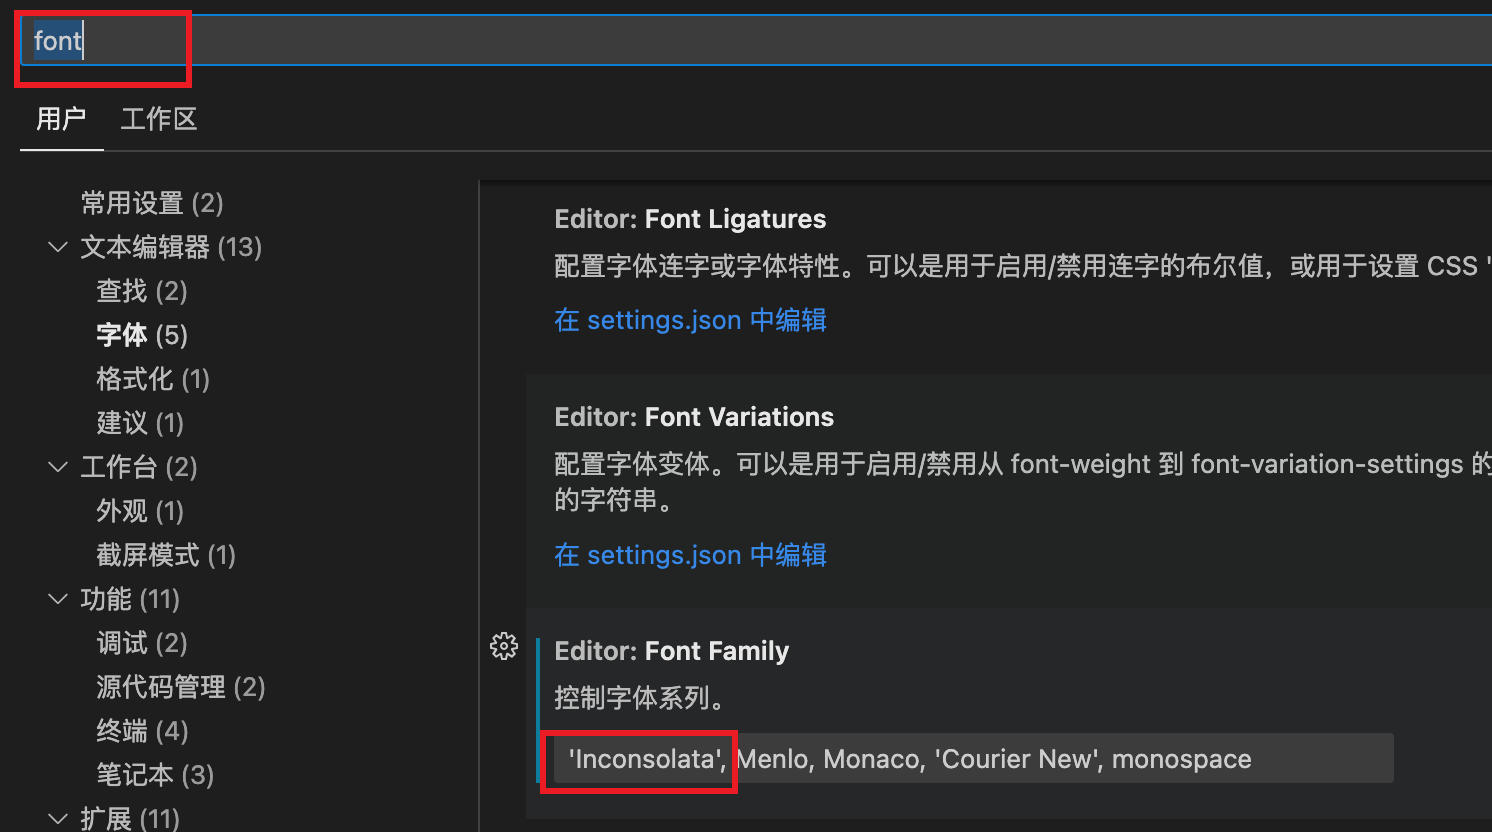 font
用户 工作区
常用设置 (2)
文本编辑器 (13)
查找 (2)
字体 (5)
格式化 (1)
建议 (1)
工作台 (2)
外观 (1)
截屏模式 (1)
功能 (11)
调试 (2)
源代码管理 (2)
终端 (4)
笔记本 (3)
扩展 (11)
Editor: Font Ligatures
配置字体连字或字体特性。可以是用于启用/禁用连字的布尔值，或用于设置 CSS '
在 settings.json 中编辑
Editor: Font Variations
配置字体变体。可以是用于启用/禁用从 font-weight 到 font-variation-settings 的
的字符串。
在 settings.json 中编辑
Editor: Font Family
控制字体系列。
'Inconsolata', Menlo, Monaco, 'Courier New', monospace